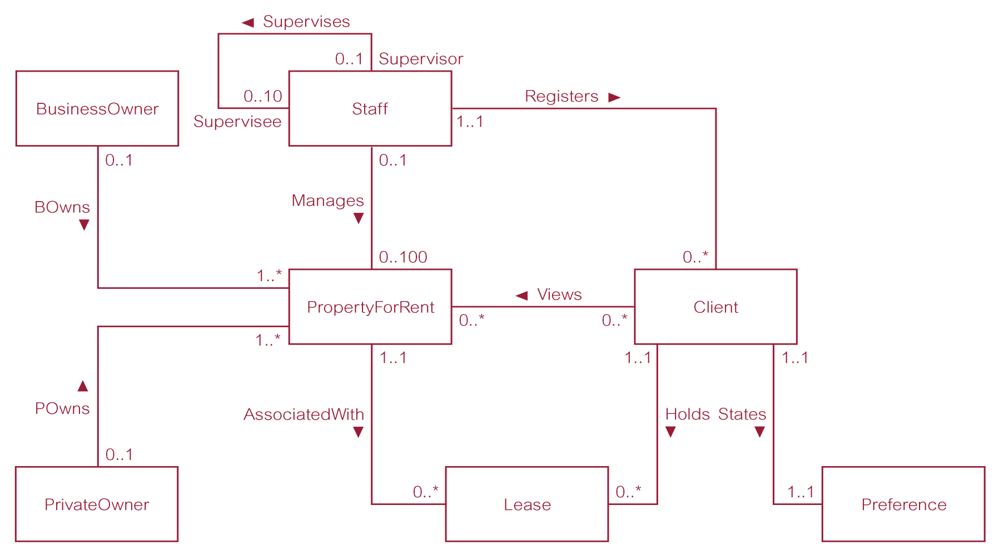 ◄ Supervises
0..1 Supervisor
0..10
Supervisee
BusinessOwner
Staff
Registers ►
1..1
0..1
0..1
BOwns
▼
Manages
▼
0..100
0..*
1..*
PropertyForRent
◄ Views
Client
0..*
0..*
1..*
1..1
1..1
1..1
▲
POwns
AssociatedWith
▼
Holds
▼
States
▼
0..1
0..*
0..*
1..1
PrivateOwner
Lease
Preference